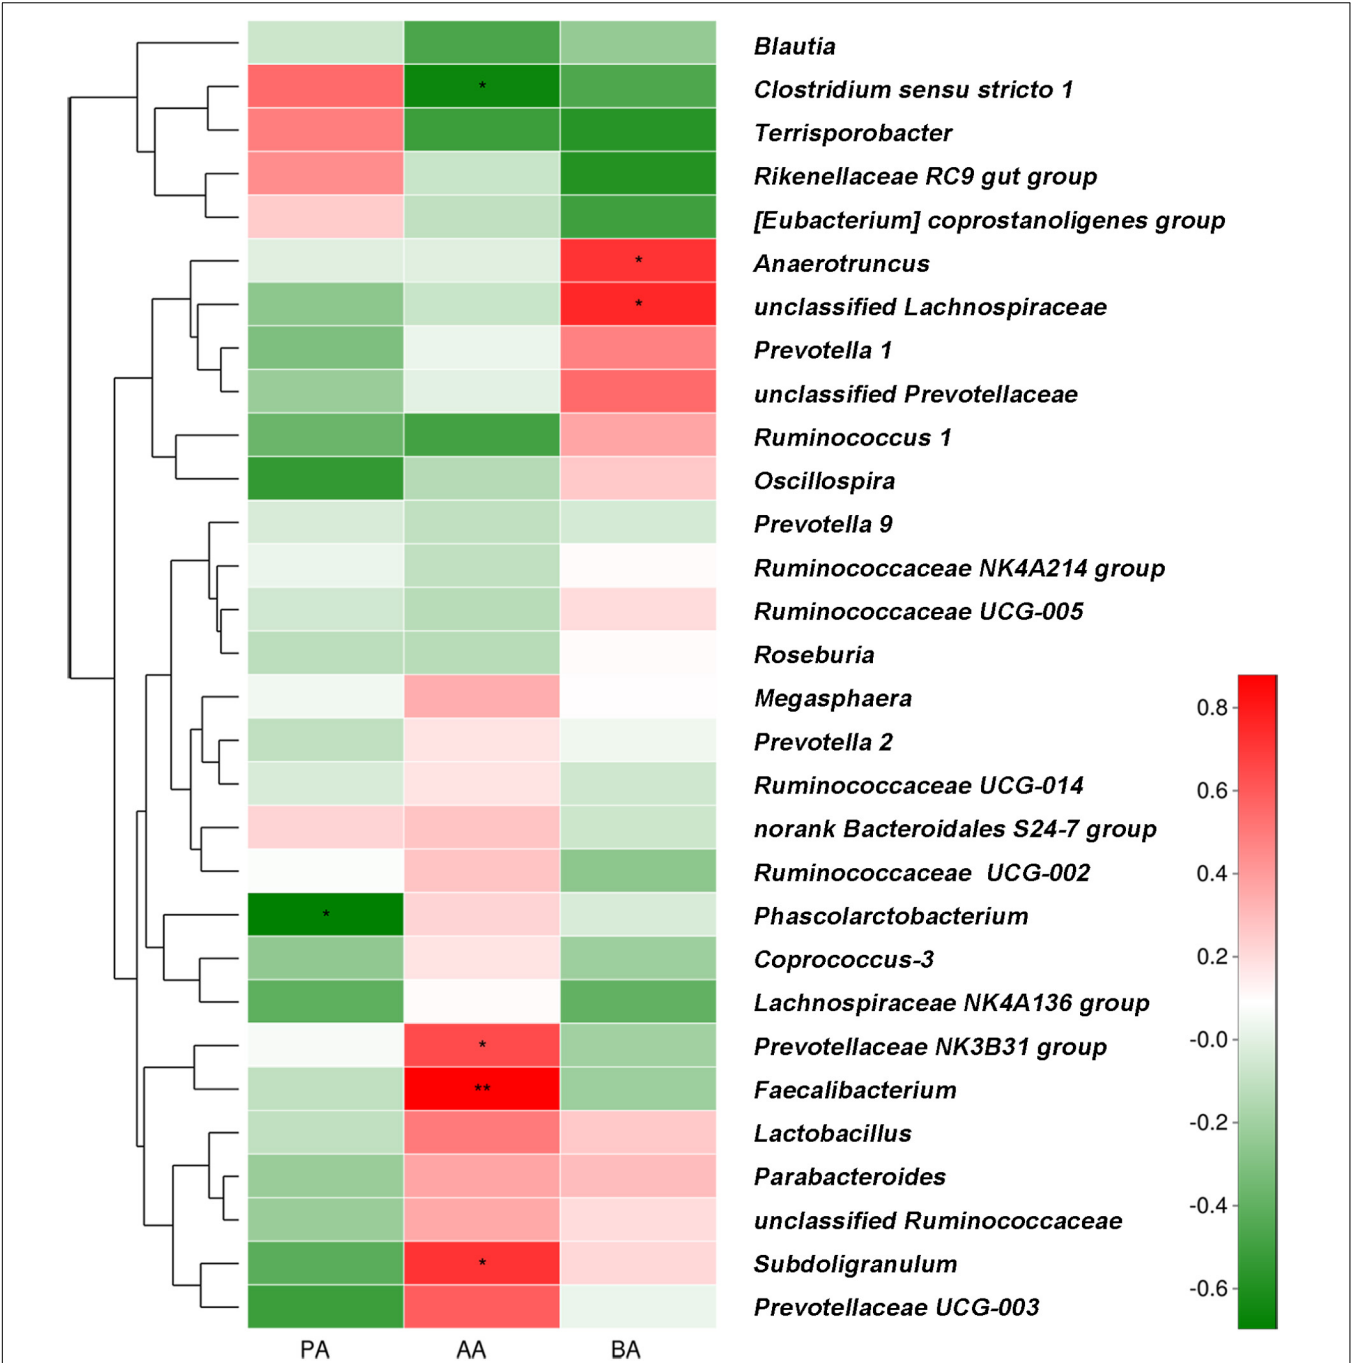 Blautia
* Clostridium sensu stricto 1
Terrisporobacter
Rikenellaceae RC9 gut group
[Eubacterium] coprostanoligenes group
* Anaerotruncus
* unclassified Lachnospiraceae
Prevotella 1
unclassified Prevotellaceae
Ruminococcus 1
Oscillospira
Prevotella 9
Ruminococcaceae NK4A214 group
Ruminococcaceae UCG-005
Roseburia
Megasphaera
Prevotella 2
Ruminococcaceae UCG-014
norank Bacteroidales S24-7 group
Ruminococcaceae UCG-002
* Phascolarctobacterium
Coprococcus-3
Lachnospiraceae NK4A136 group
* Prevotellaceae NK3B31 group
** Faecalibacterium
Lactobacillus
Parabacteroides
unclassified Ruminococcaceae
* Subdoligranulum
Prevotellaceae UCG-003
PA AA BA
0.8
0.6
0.4
0.2
-0.0
-0.2
-0.4
-0.6